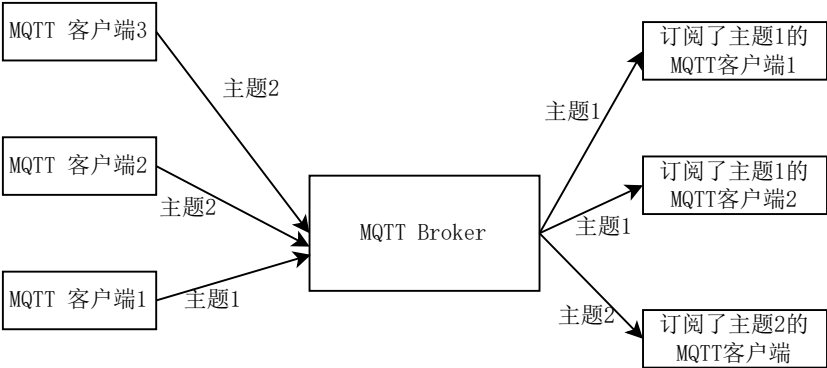 MQTT 客户端3
主题2
MQTT 客户端2
主题2
MQTT 客户端1
主题1
MQTT Broker
主题1
订阅了主题1的
MQTT客户端1
主题1
订阅了主题1的
MQTT客户端2
主题2
订阅了主题2的
MQTT客户端